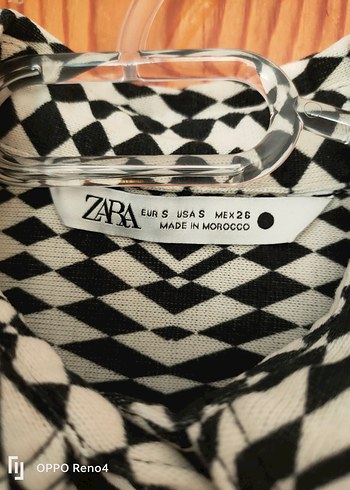 ZARA EUR S USA S MEX 26
MADE IN MOROCCO
OPPO Reno4